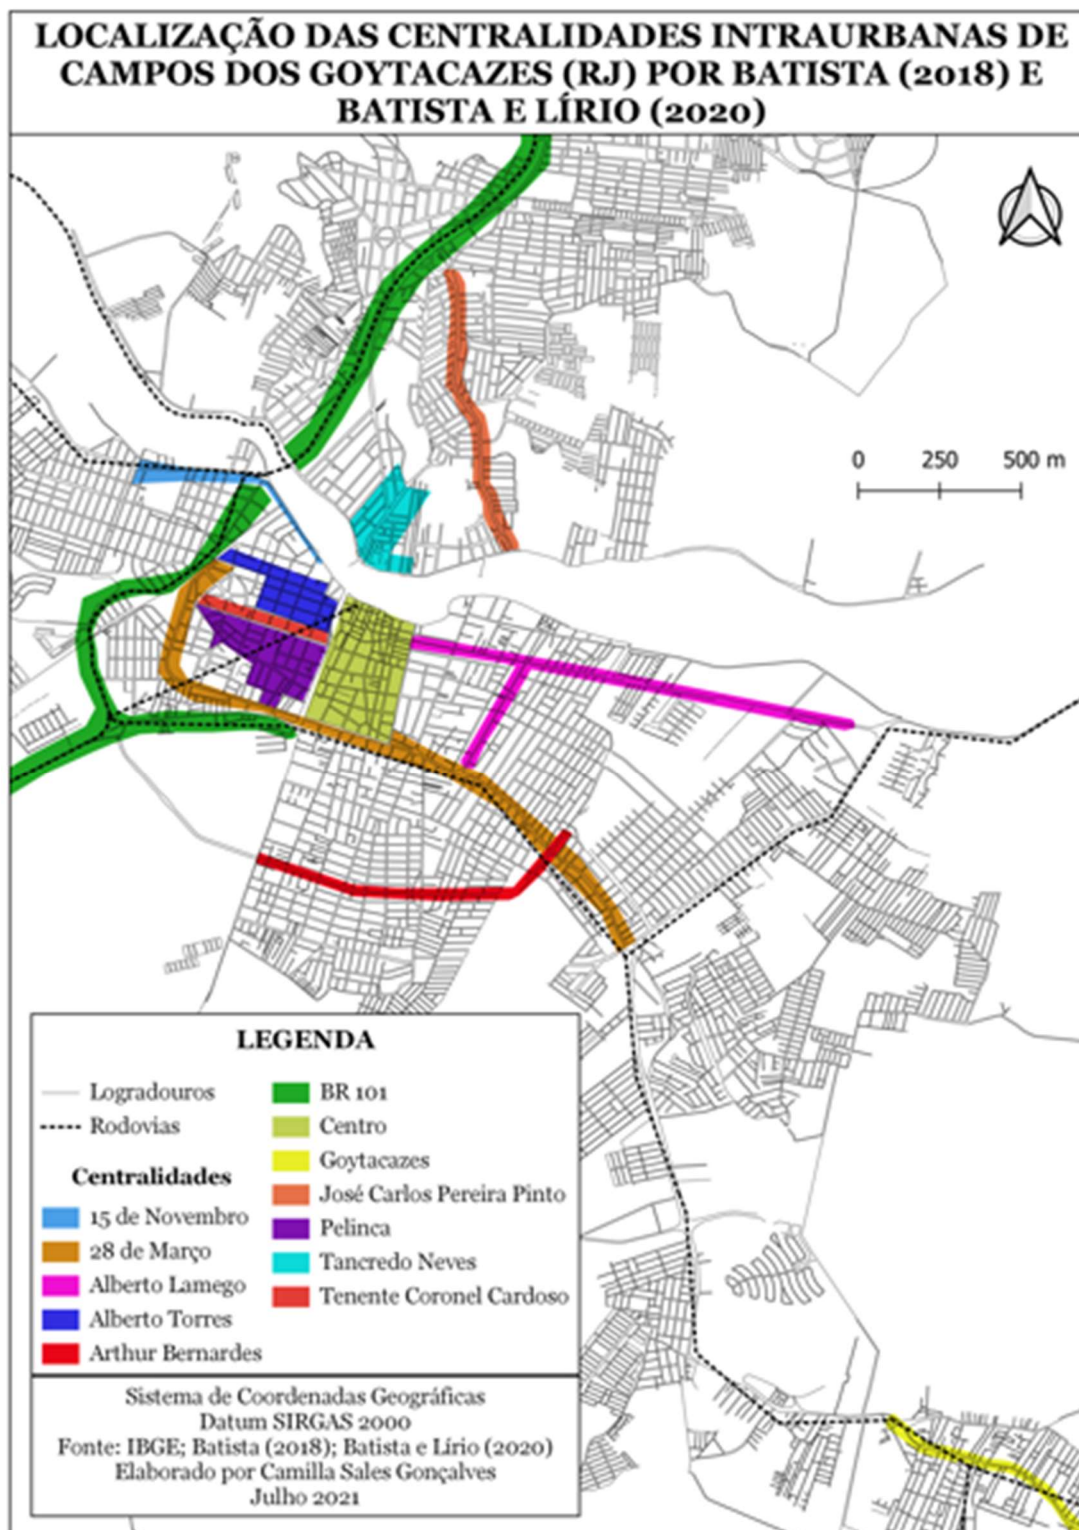 LOCALIZAÇÃO DAS CENTRALIDADES INTRAURBANAS DE
CAMPOS DOS GOYTACAZES (RJ) POR BATISTA (2018) E
BATISTA E LÍRIO (2020)
0 250 500 m
LEGENDA
Logradouros
Rodovias
Centralidades
15 de Novembro
28 de Março
Alberto Lamego
Alberto Torres
Arthur Bernardes
BR 101
Centro
Goytacazes
José Carlos Pereira Pinto
Pelinca
Tancredo Neves
Tenente Coronel Cardoso
Sistema de Coordenadas Geográficas
Datum SIRGAS 2000
Fonte: IBGE; Batista (2018); Batista e Lírio (2020)
Elaborado por Camilla Sales Gonçalves
Julho 2021